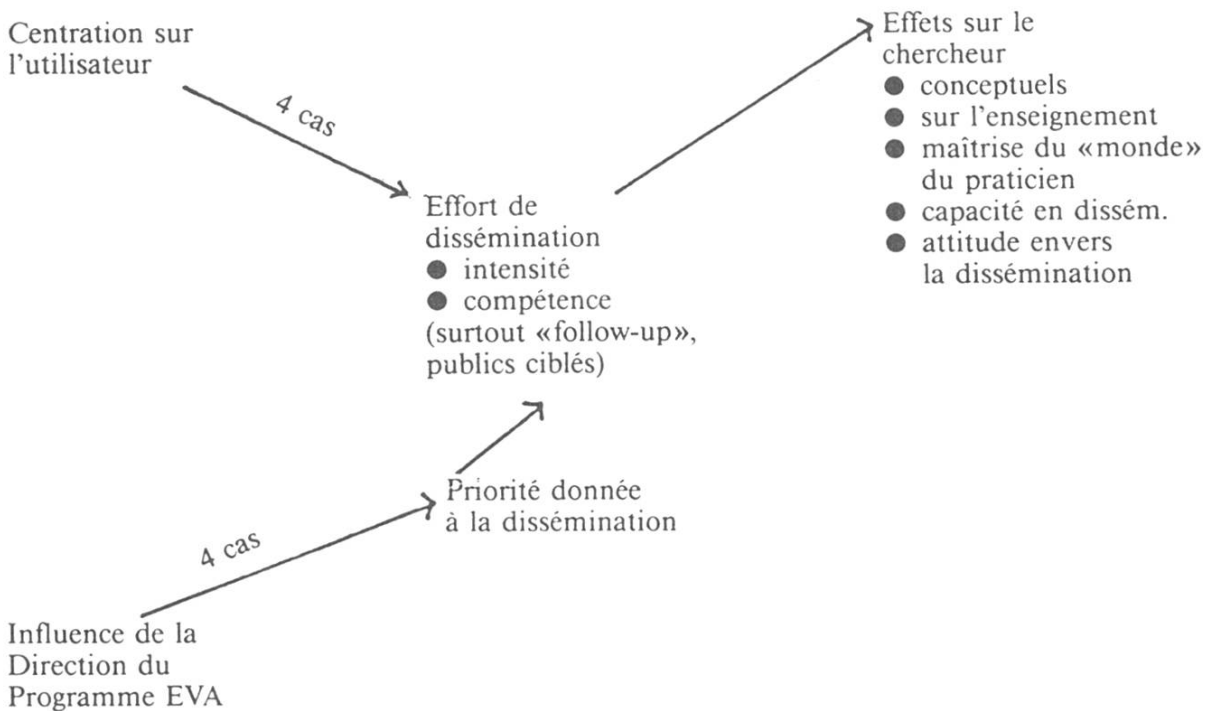 Centration sur
l'utilisateur
4 cas
Effort de
dissémination
● intensité
● compétence
(surtout «follow-up»,
publics ciblés)
Effets sur le
chercheur
● conceptuels
● sur l'enseignement
● maîtrise du «monde»
du praticien
● capacité en dissém.
● attitude envers
la dissémination
Priorité donnée
à la dissémination
4 cas
Influence de la
Direction du
Programme EVA